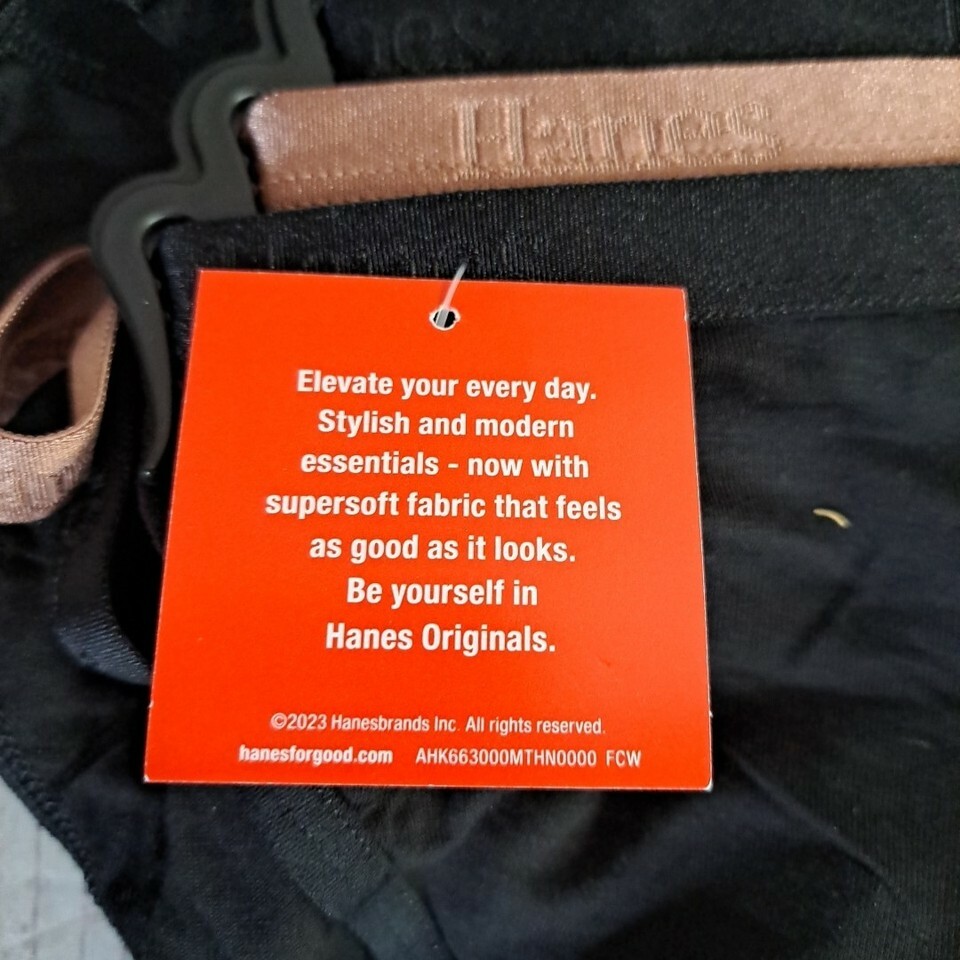 Hanes
Elevate your every day.
Stylish and modern
essentials - now with
supersoft fabric that feels
as good as it looks.
Be yourself in
Hanes Originals.
©2023 Hanesbrands Inc. All rights reserved.
hanesforgood.com AHK663000MTHN0000 FCW